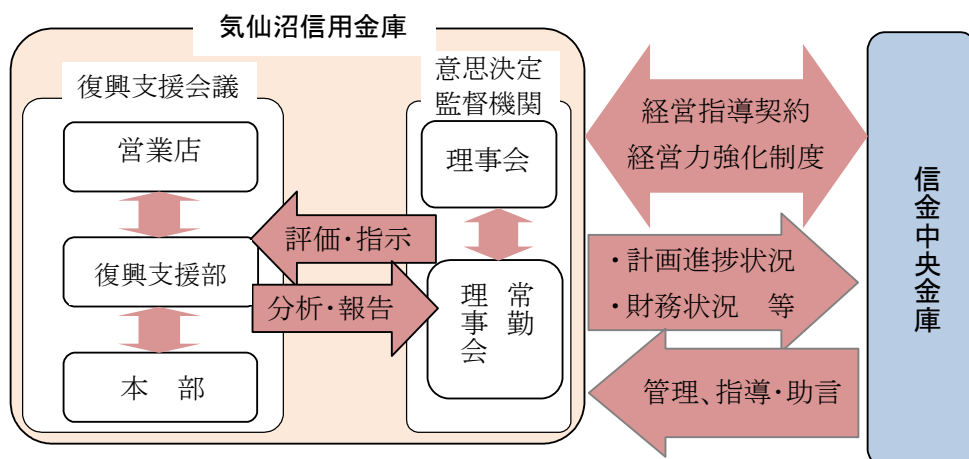 気仙沼信用金庫
復興支援会議
営業店
復興支援部
本 部
意思決定
監督機関
理事会
常勤
理事会
評価・指示
分析・報告
経営指導契約
経営力強化制度
・計画進捗状況
・財務状況 等
管理、指導・助言
信金中央金庫